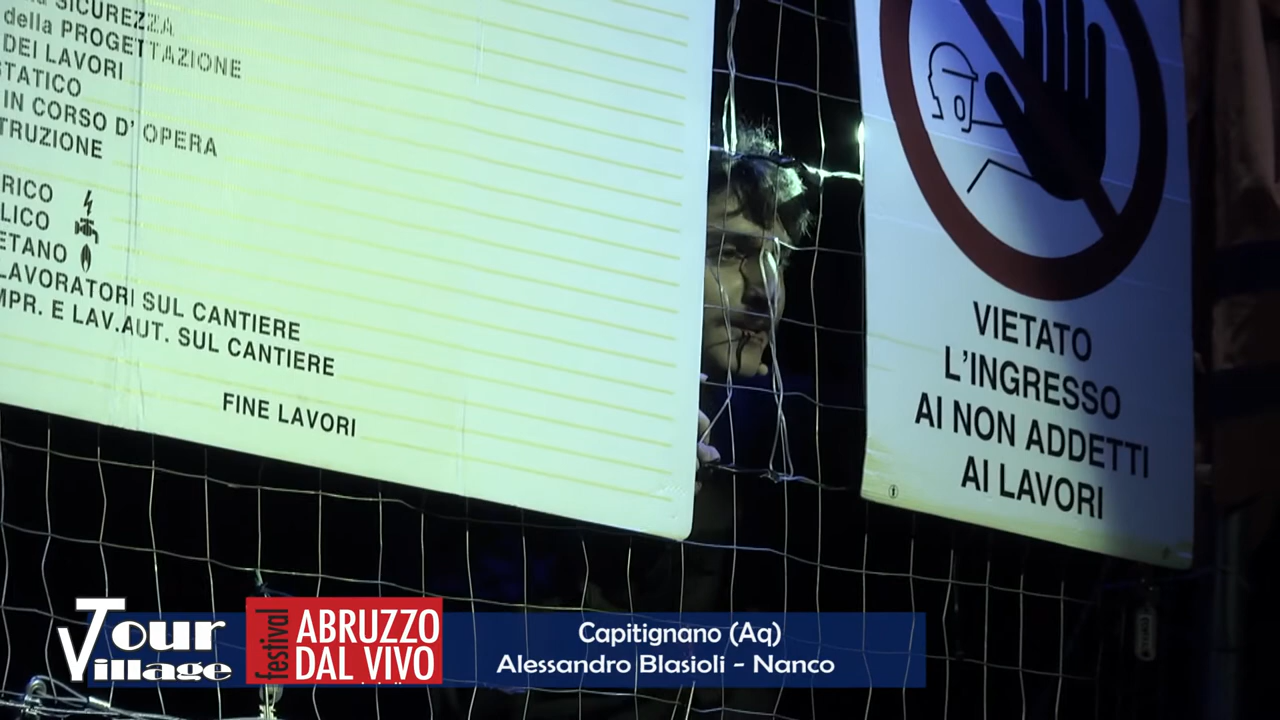 SICUREZZA
della PROGETTAZIONE
DEI LAVORI
STATICO
IN CORSO D' OPERA
TRUZIONE
RICO
LICO
ETANO
LAVORATORI SUL CANTIERE
MPR. E LAV.AUT. SUL CANTIERE
FINE LAVORI
VIETATO
L'INGRESSO
AI NON ADDETTI
AI LAVORI
Tour
Village
festival
ABRUZZO
DAL VIVO
Capitignano (Aq)
Alessandro Blasioli - Nanco